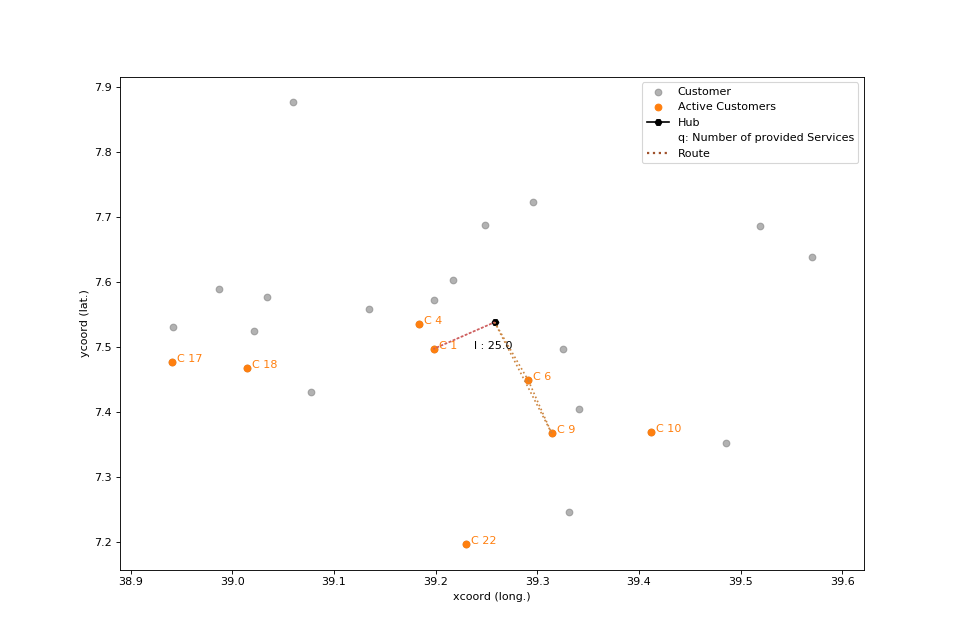 Customer
Active Customers
Hub
q: Number of provided Services
Route
7.9
7.8
7.7
7.6
7.5
7.4
7.3
7.2
ycoord (lat.)
C 4
C 1
I : 25.0
C 17
C 18
C 6
C 9
C 10
C 22
38.9 39.0 39.1 39.2 39.3 39.4 39.5 39.6
xcoord (long.)